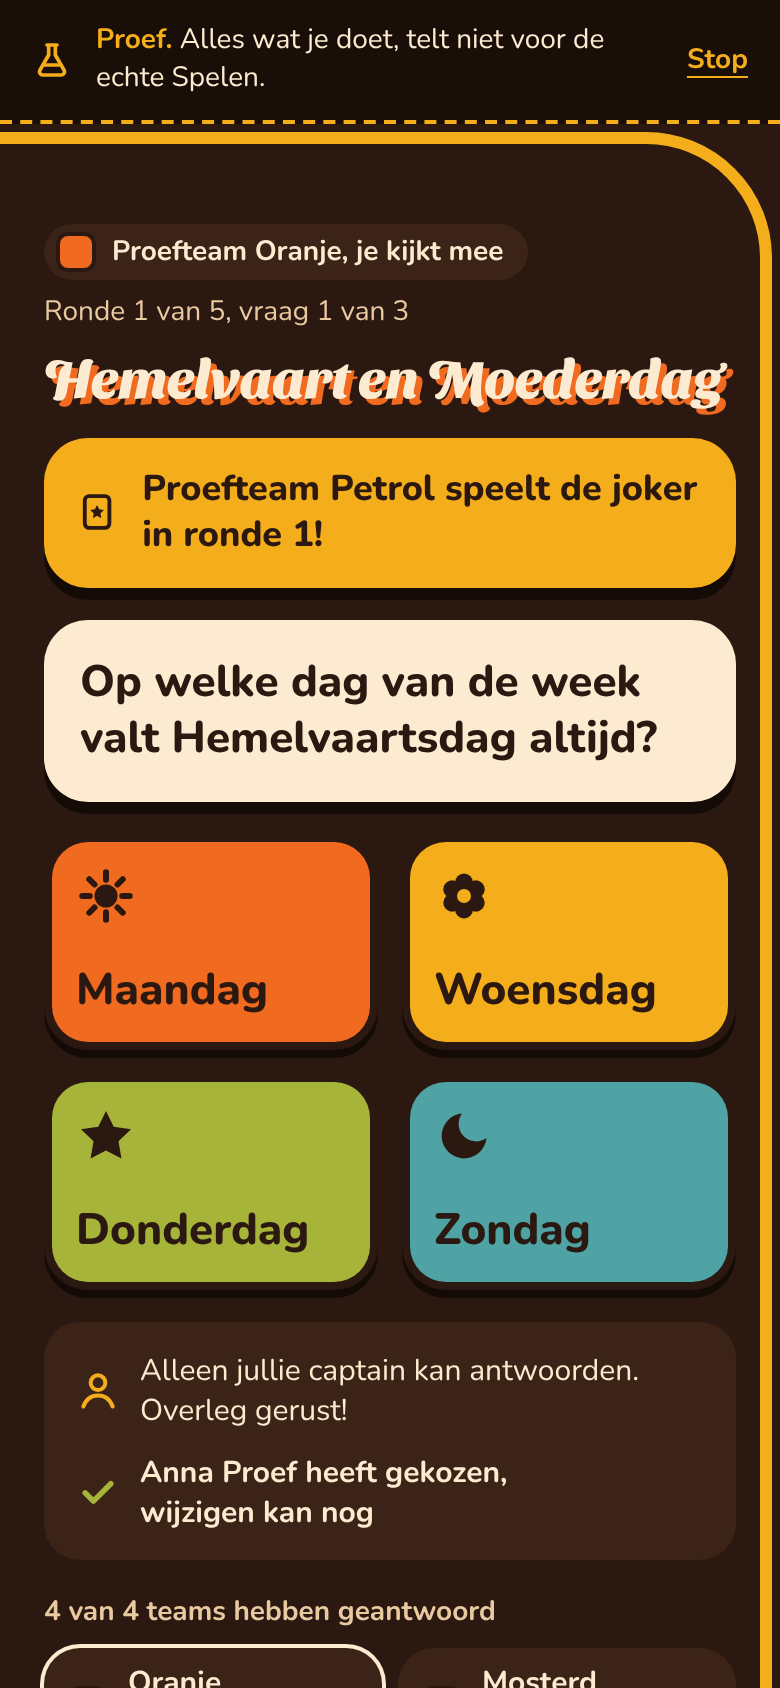 Proef. Alles wat je doet, telt niet voor de
echte Spelen.
Stop
Proefteam Oranje, je kijkt mee
Ronde 1 van 5, vraag 1 van 3
Hemelvaart en Moederdag
Proefteam Petrol speelt de joker
in ronde 1!
Op welke dag van de week
valt Hemelvaartsdag altijd?
Maandag
Woensdag
Donderdag
Zondag
Alleen jullie captain kan antwoorden.
Overleg gerust!
Anna Proef heeft gekozen,
wijzigen kan nog
4 van 4 teams hebben geantwoord
Oranje
Mosterd